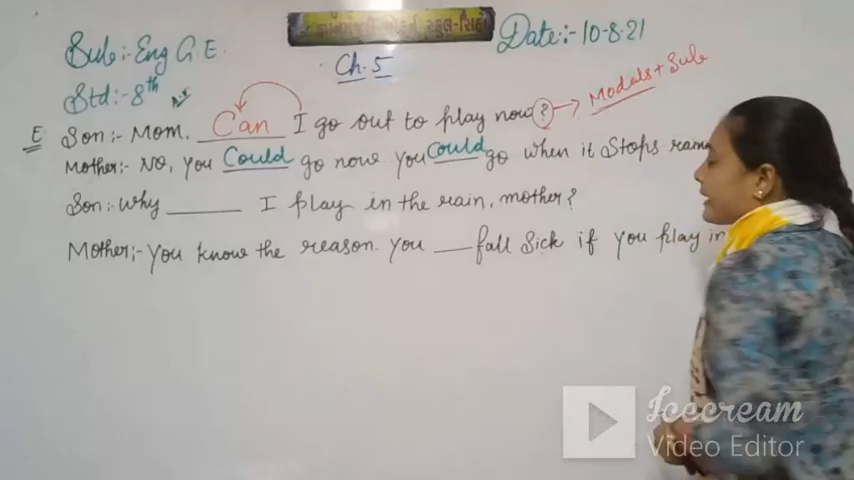 સ્કૂલ
Sub:- Eng G E.
Date:- 10-8-21
Ch-5
Std:- 8th
Modals + Sub
E Son:- Mom. Can I go out to play now?
Mother:- No, you Could go now you Could go when it Stops rain
Son:- why ______ I play in the rain, mother?
Mother:- you know the reason. you ___ fall Sick if you play in
Icecream
Video Editor